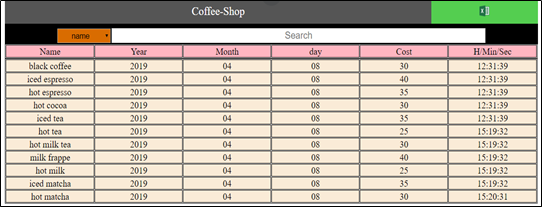 Coffee-Shop
name Search
Name Year Month day Cost H/Min/Sec
black coffee 2019 04 08 30 12:31:39
iced espresso 2019 04 08 40 12:31:39
hot espresso 2019 04 08 35 12:31:39
hot cocoa 2019 04 08 30 12:31:39
iced tea 2019 04 08 35 12:31:39
hot tea 2019 04 08 25 15:19:32
hot milk tea 2019 04 08 30 15:19:32
milk frappe 2019 04 08 40 15:19:32
hot milk 2019 04 08 25 15:19:32
iced matcha 2019 04 08 35 15:19:32
hot matcha 2019 04 08 30 15:20:31